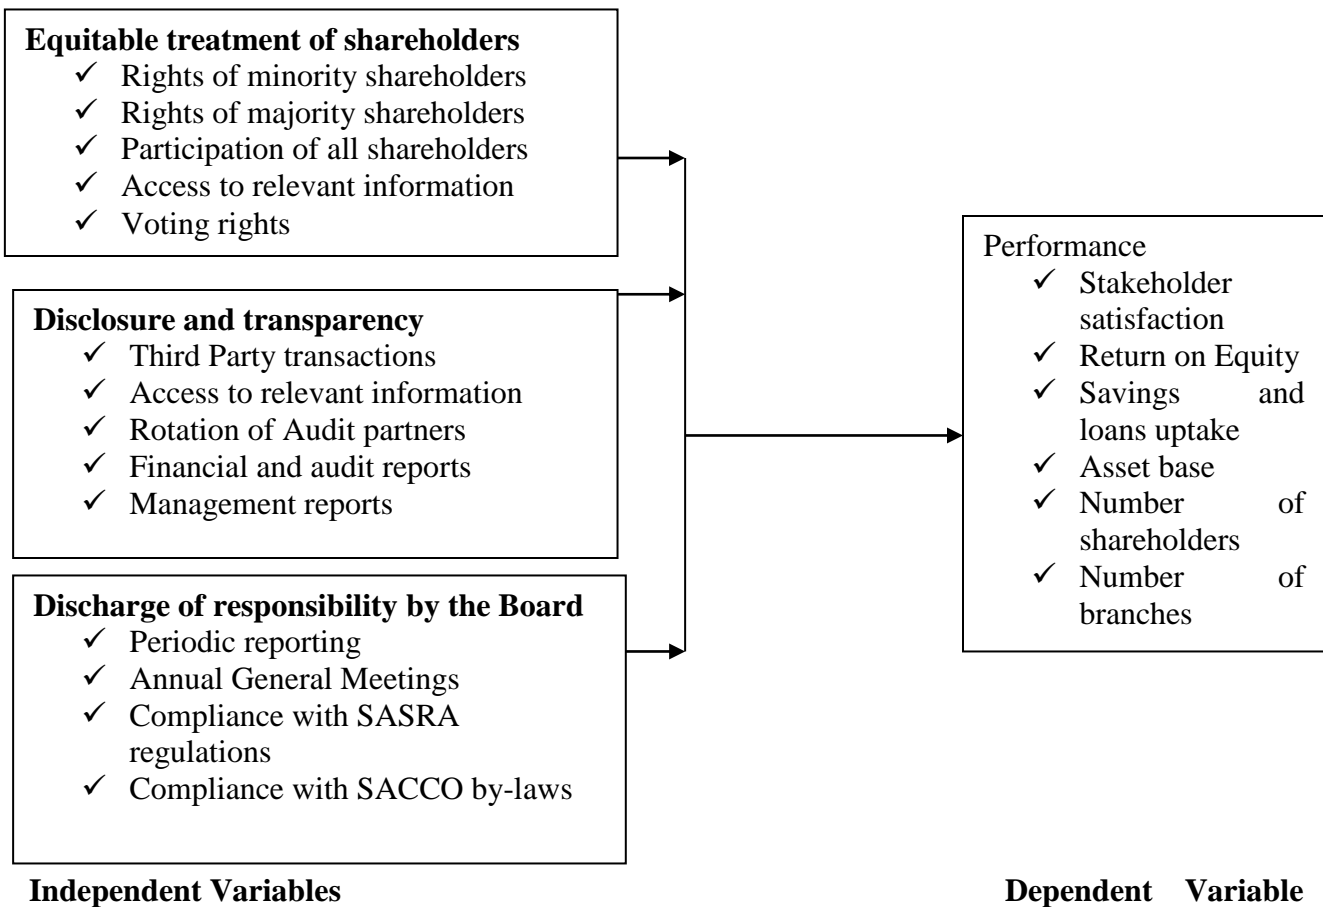 Equitable treatment of shareholders
✓ Rights of minority shareholders
✓ Rights of majority shareholders
✓ Participation of all shareholders
✓ Access to relevant information
✓ Voting rights
Disclosure and transparency
✓ Third Party transactions
✓ Access to relevant information
✓ Rotation of Audit partners
✓ Financial and audit reports
✓ Management reports
Discharge of responsibility by the Board
✓ Periodic reporting
✓ Annual General Meetings
✓ Compliance with SASRA
regulations
✓ Compliance with SACCO by-laws
Independent Variables
Performance
✓ Stakeholder
satisfaction
✓ Return on Equity
✓ Savings and
loans uptake
✓ Asset base
✓ Number of
shareholders
✓ Number of
branches
Dependent Variable